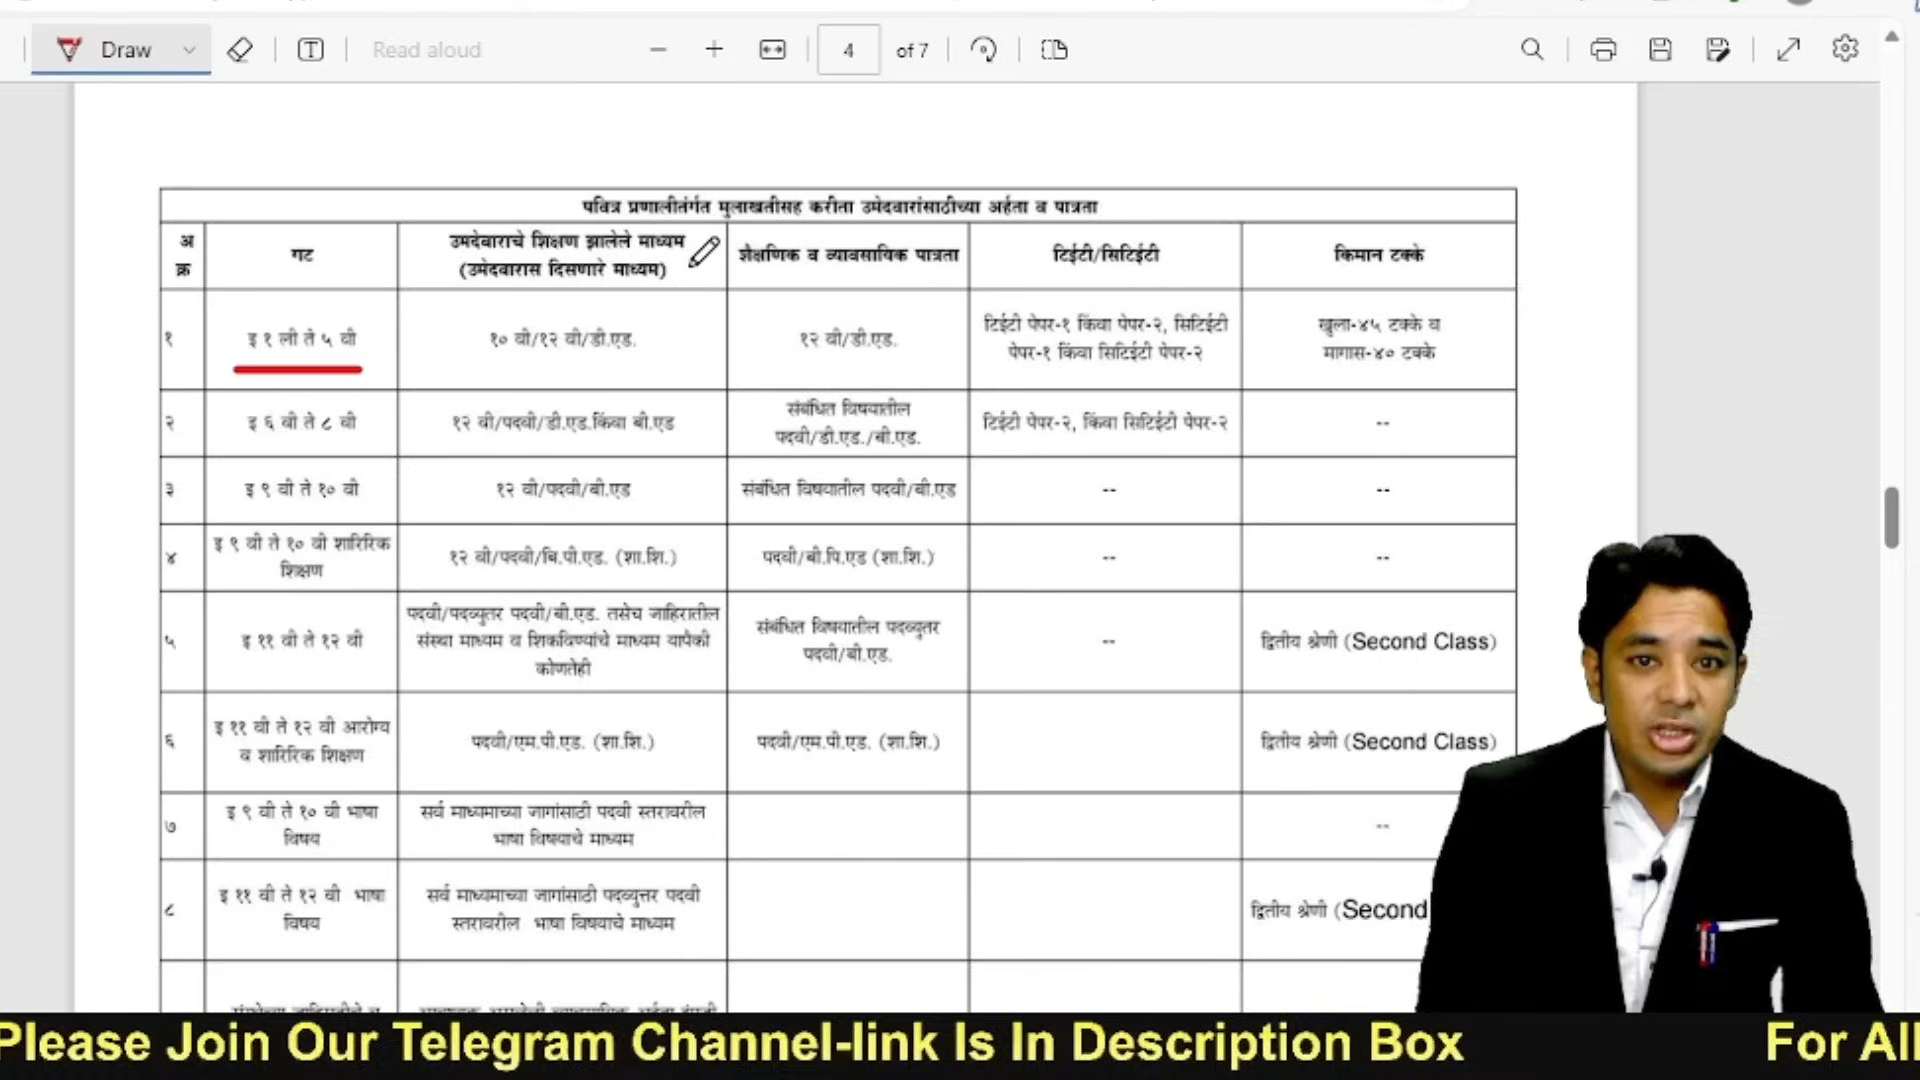 Draw
Read aloud
4
of 7
पवित्र प्रणालीतंर्गत मुलाखतीसह करीता उमेदवारांसाठीच्या अर्हता व पात्रता
अ
क्र
गट
उमदेवाराचे शिक्षण झालेले माध्यम
(उमेदवारास दिसणारे माध्यम)
शैक्षणिक व व्यावसायिक पात्रता
टिईटी/सिटिईटी
किमान टक्के
१
इ १ ली ते ५ वी
१० वी/१२ वी/डी.एड.
१२ वी/डी.एड.
टिईटी पेपर-१ किंवा पेपर-२, सिटिईटी
पेपर-१ किंवा सिटिईटी पेपर-२
खुला-४५ टक्के व
मागास-४० टक्के
२
इ ६ वी ते ८ वी
१२ वी/पदवी/डी.एड.किंवा बी.एड
संबंधित विषयातील
पदवी/डी.एड./बी.एड.
टिईटी पेपर-२, किंवा सिटिईटी पेपर-२
--
३
इ ९ वी ते १० वी
१२ वी/पदवी/बी.एड
संबंधित विषयातील पदवी/बी.एड
--
--
४
इ ९ वी ते १० वी शारिरिक
शिक्षण
१२ वी/पदवी/बि.पी.एड. (शा.शि.)
पदवी/बी.पि.एड (शा.शि.)
--
--
५
इ ११ वी ते १२ वी
पदवी/पदव्युतर पदवी/बी.एड. तसेच जाहिरातील
संस्था माध्यम व शिकविण्यांचे माध्यम यापैकी
कोणतेही
संबंधित विषयातील पदव्युतर
पदवी/बी.एड.
--
द्वितीय श्रेणी (Second Class)
६
इ ११ वी ते १२ वी आरोग्य
व शारिरिक शिक्षण
पदवी/एम.पी.एड. (शा.शि.)
पदवी/एम.पी.एड. (शा.शि.)
द्वितीय श्रेणी (Second Class)
७
इ ९ वी ते १० वी भाषा
विषय
सर्व माध्यमाच्या जागांसाठी पदवी स्तरावरील
भाषा विषयाचे माध्यम
--
८
इ ११ वी ते १२ वी भाषा
विषय
सर्व माध्यमाच्या जागांसाठी पदव्युत्तर पदवी
स्तरावरील भाषा विषयाचे माध्यम
द्वितीय श्रेणी (Second
Please Join Our Telegram Channel-link Is In Description Box
For All